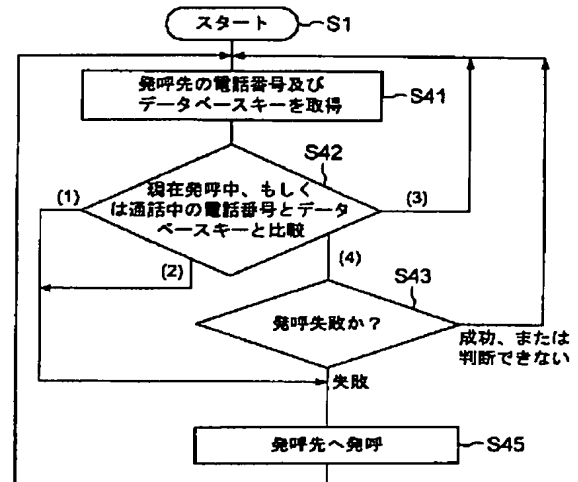 スタート
S1
発呼先の電話番号及び
データベースキーを取得
S41
S42
現在発呼中、もしく
は通話中の電話番号とデータ
ベースキーと比較
(1)
(2)
(3)
(4)
S43
発呼失敗か？
成功、または
判断できない
失敗
発呼先へ発呼
S45